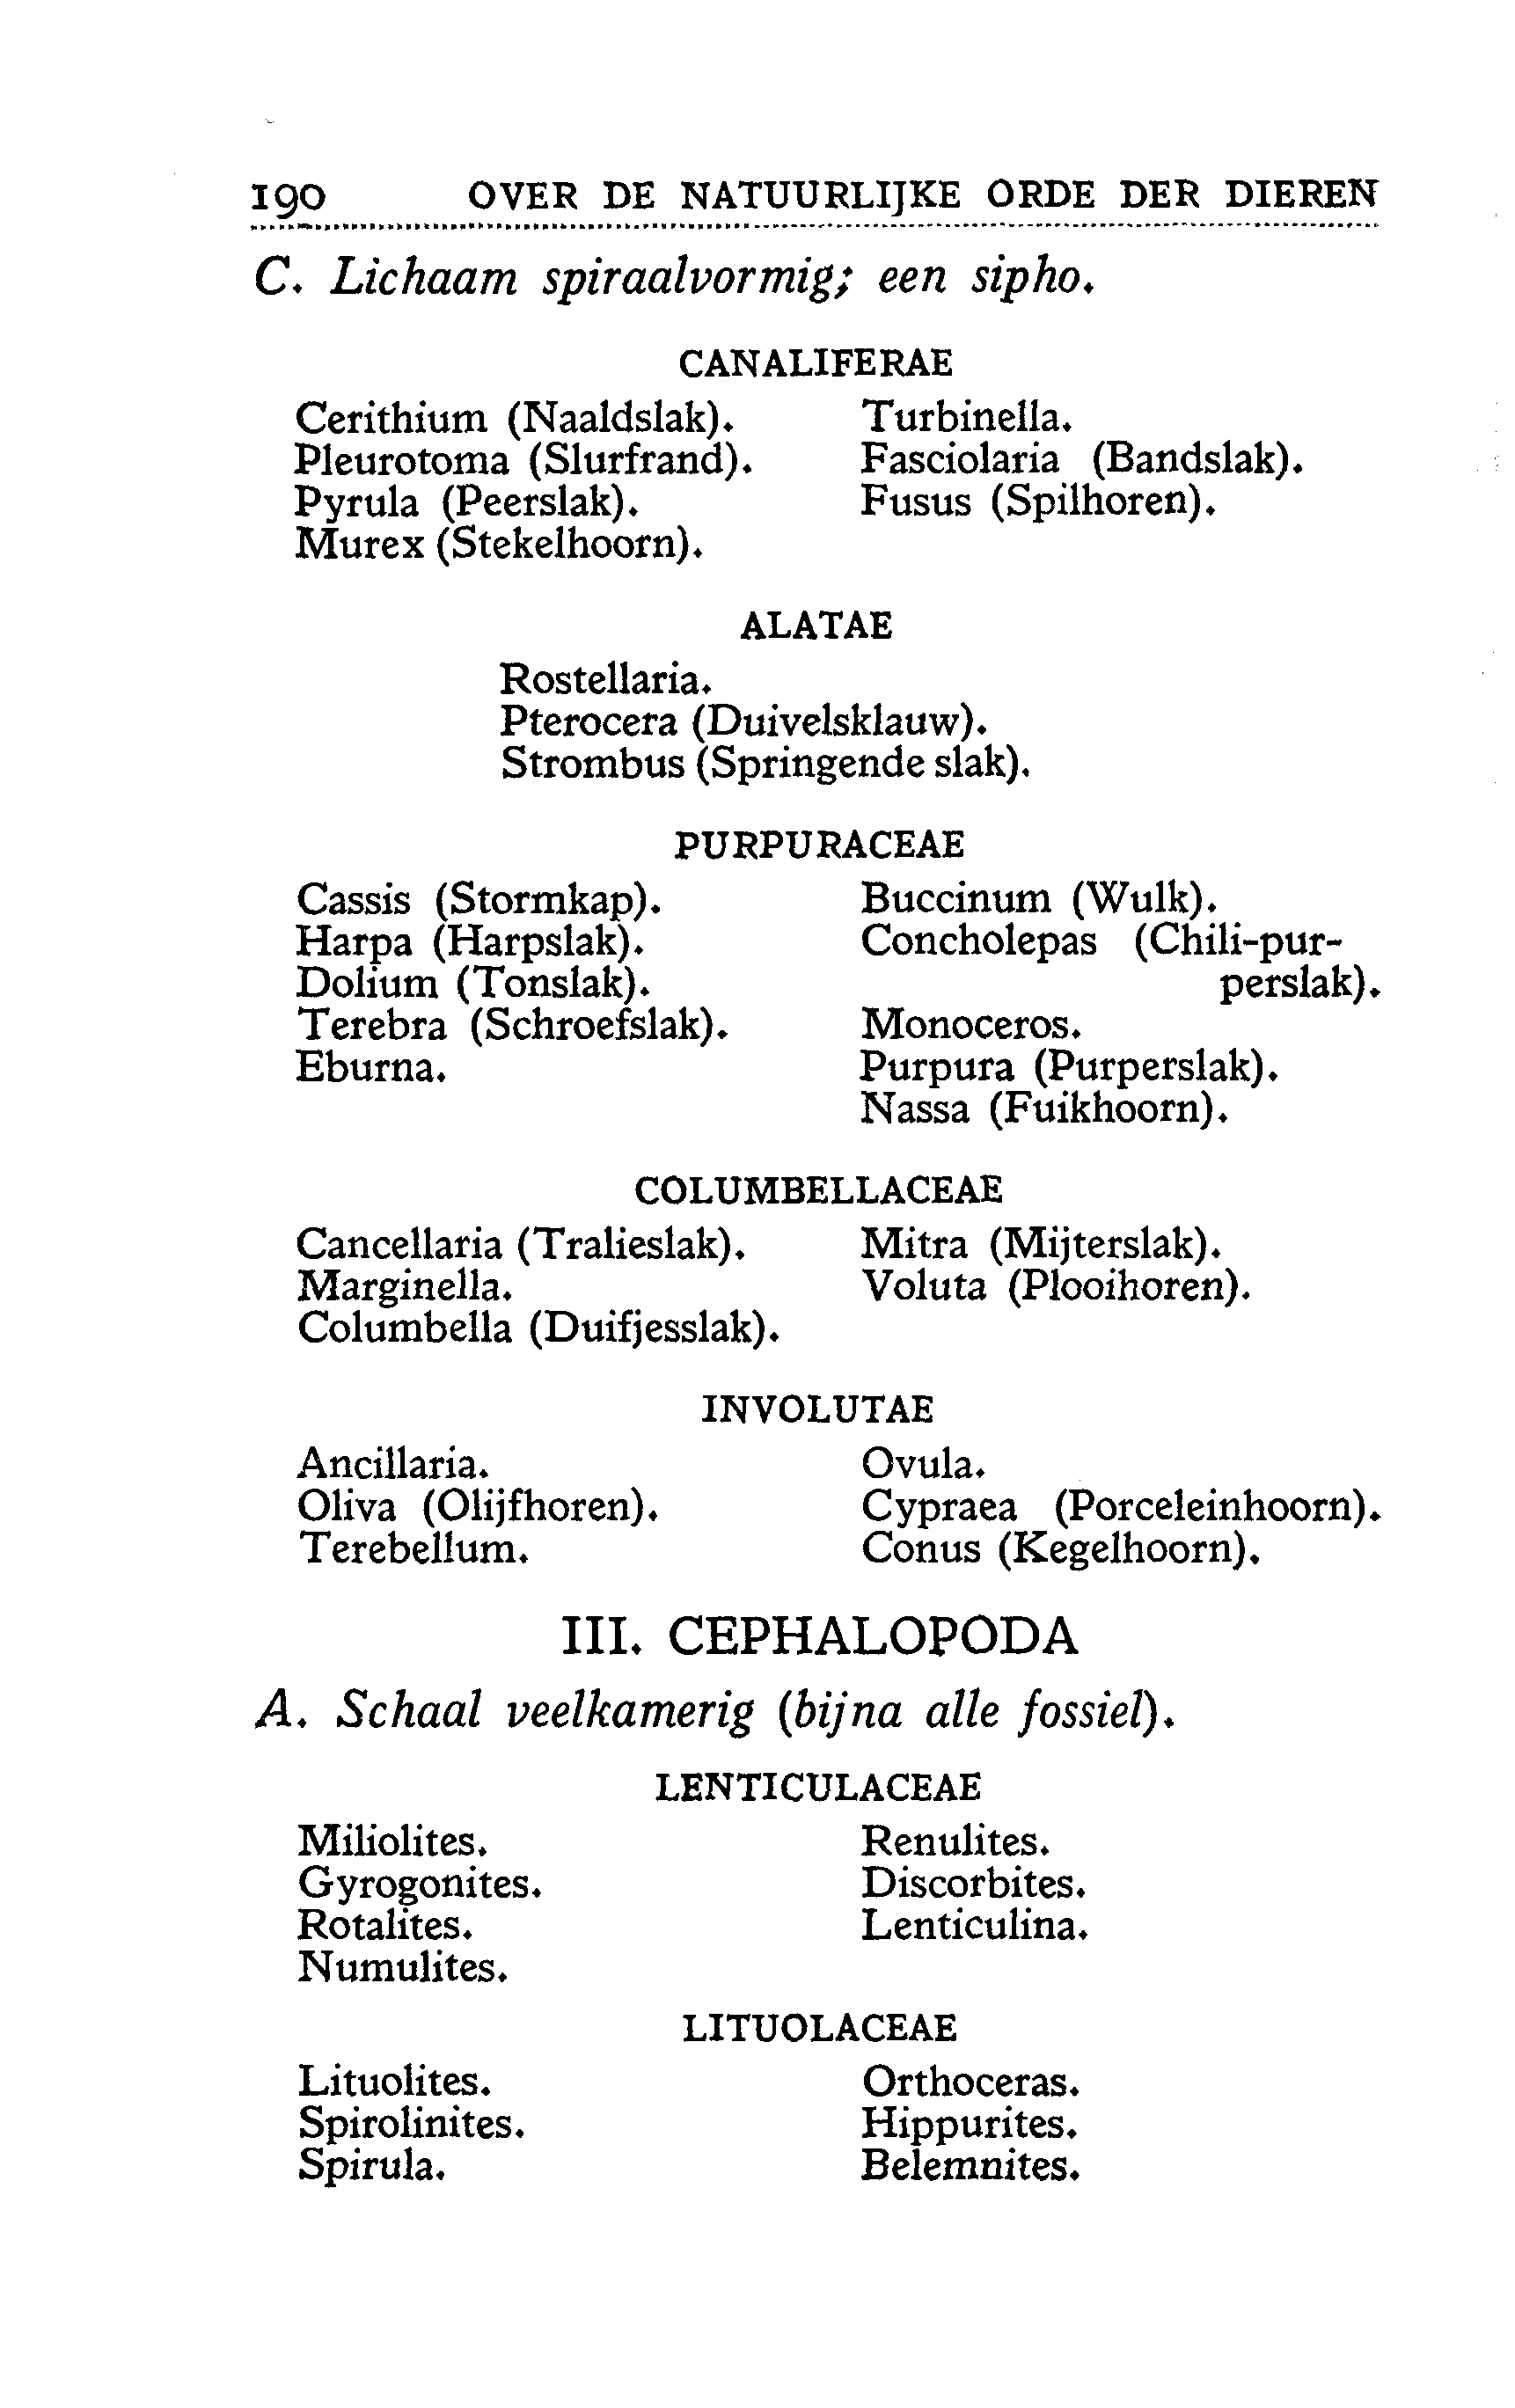 190 OVER DE NATUURLIJKE ORDE DER DIEREN
C. Lichaam spiraalvormig; een sipho.
CANALIFERAE
Cerithium (Naaldslak).
Pleurotoma (Slurfrand).
Pyrula (Peerslak).
Murex (Stekelhoorn).
Turbinella.
Fasciolaria (Bandslak).
Fusus (Spilhoren).
ALATAE
Rostellaria.
Pterocera (Duivelsklauw).
Strombus (Springende slak).
PURPURACEAE
Cassis (Stormkap).
Harpa (Harpslak).
Dolium (Tonslak).
Terebra (Schroefslak).
Eburna.
Buccinum (Wulk).
Concholepas (Chili-pur-
perslak).
Monoceros.
Purpura (Purperslak).
Nassa (Fuikhoorn).
COLUMBELLACEAE
Cancellaria (Tralieslak).
Marginella.
Columbella (Duifjesslak).
Mitra (Mijterslak).
Voluta (Plooihoren).
INVOLUTAE
Ancillaria.
Oliva (Olijfhoren).
Terebellum.
Ovula.
Cypraea (Porceleinhoorn).
Conus (Kegelhoorn).
III. CEPHALOPODA
A. Schaal veelkamerig (bijna alle fossiel).
LENTICULACEAE
Miliolites.
Gyrogonites.
Rotalites.
Numulites.
Renulites.
Discorbites.
Lenticulina.
LITUOLACEAE
Lituolites.
Spirolinites.
Spirula.
Orthoceras.
Hippurites.
Belemnites.